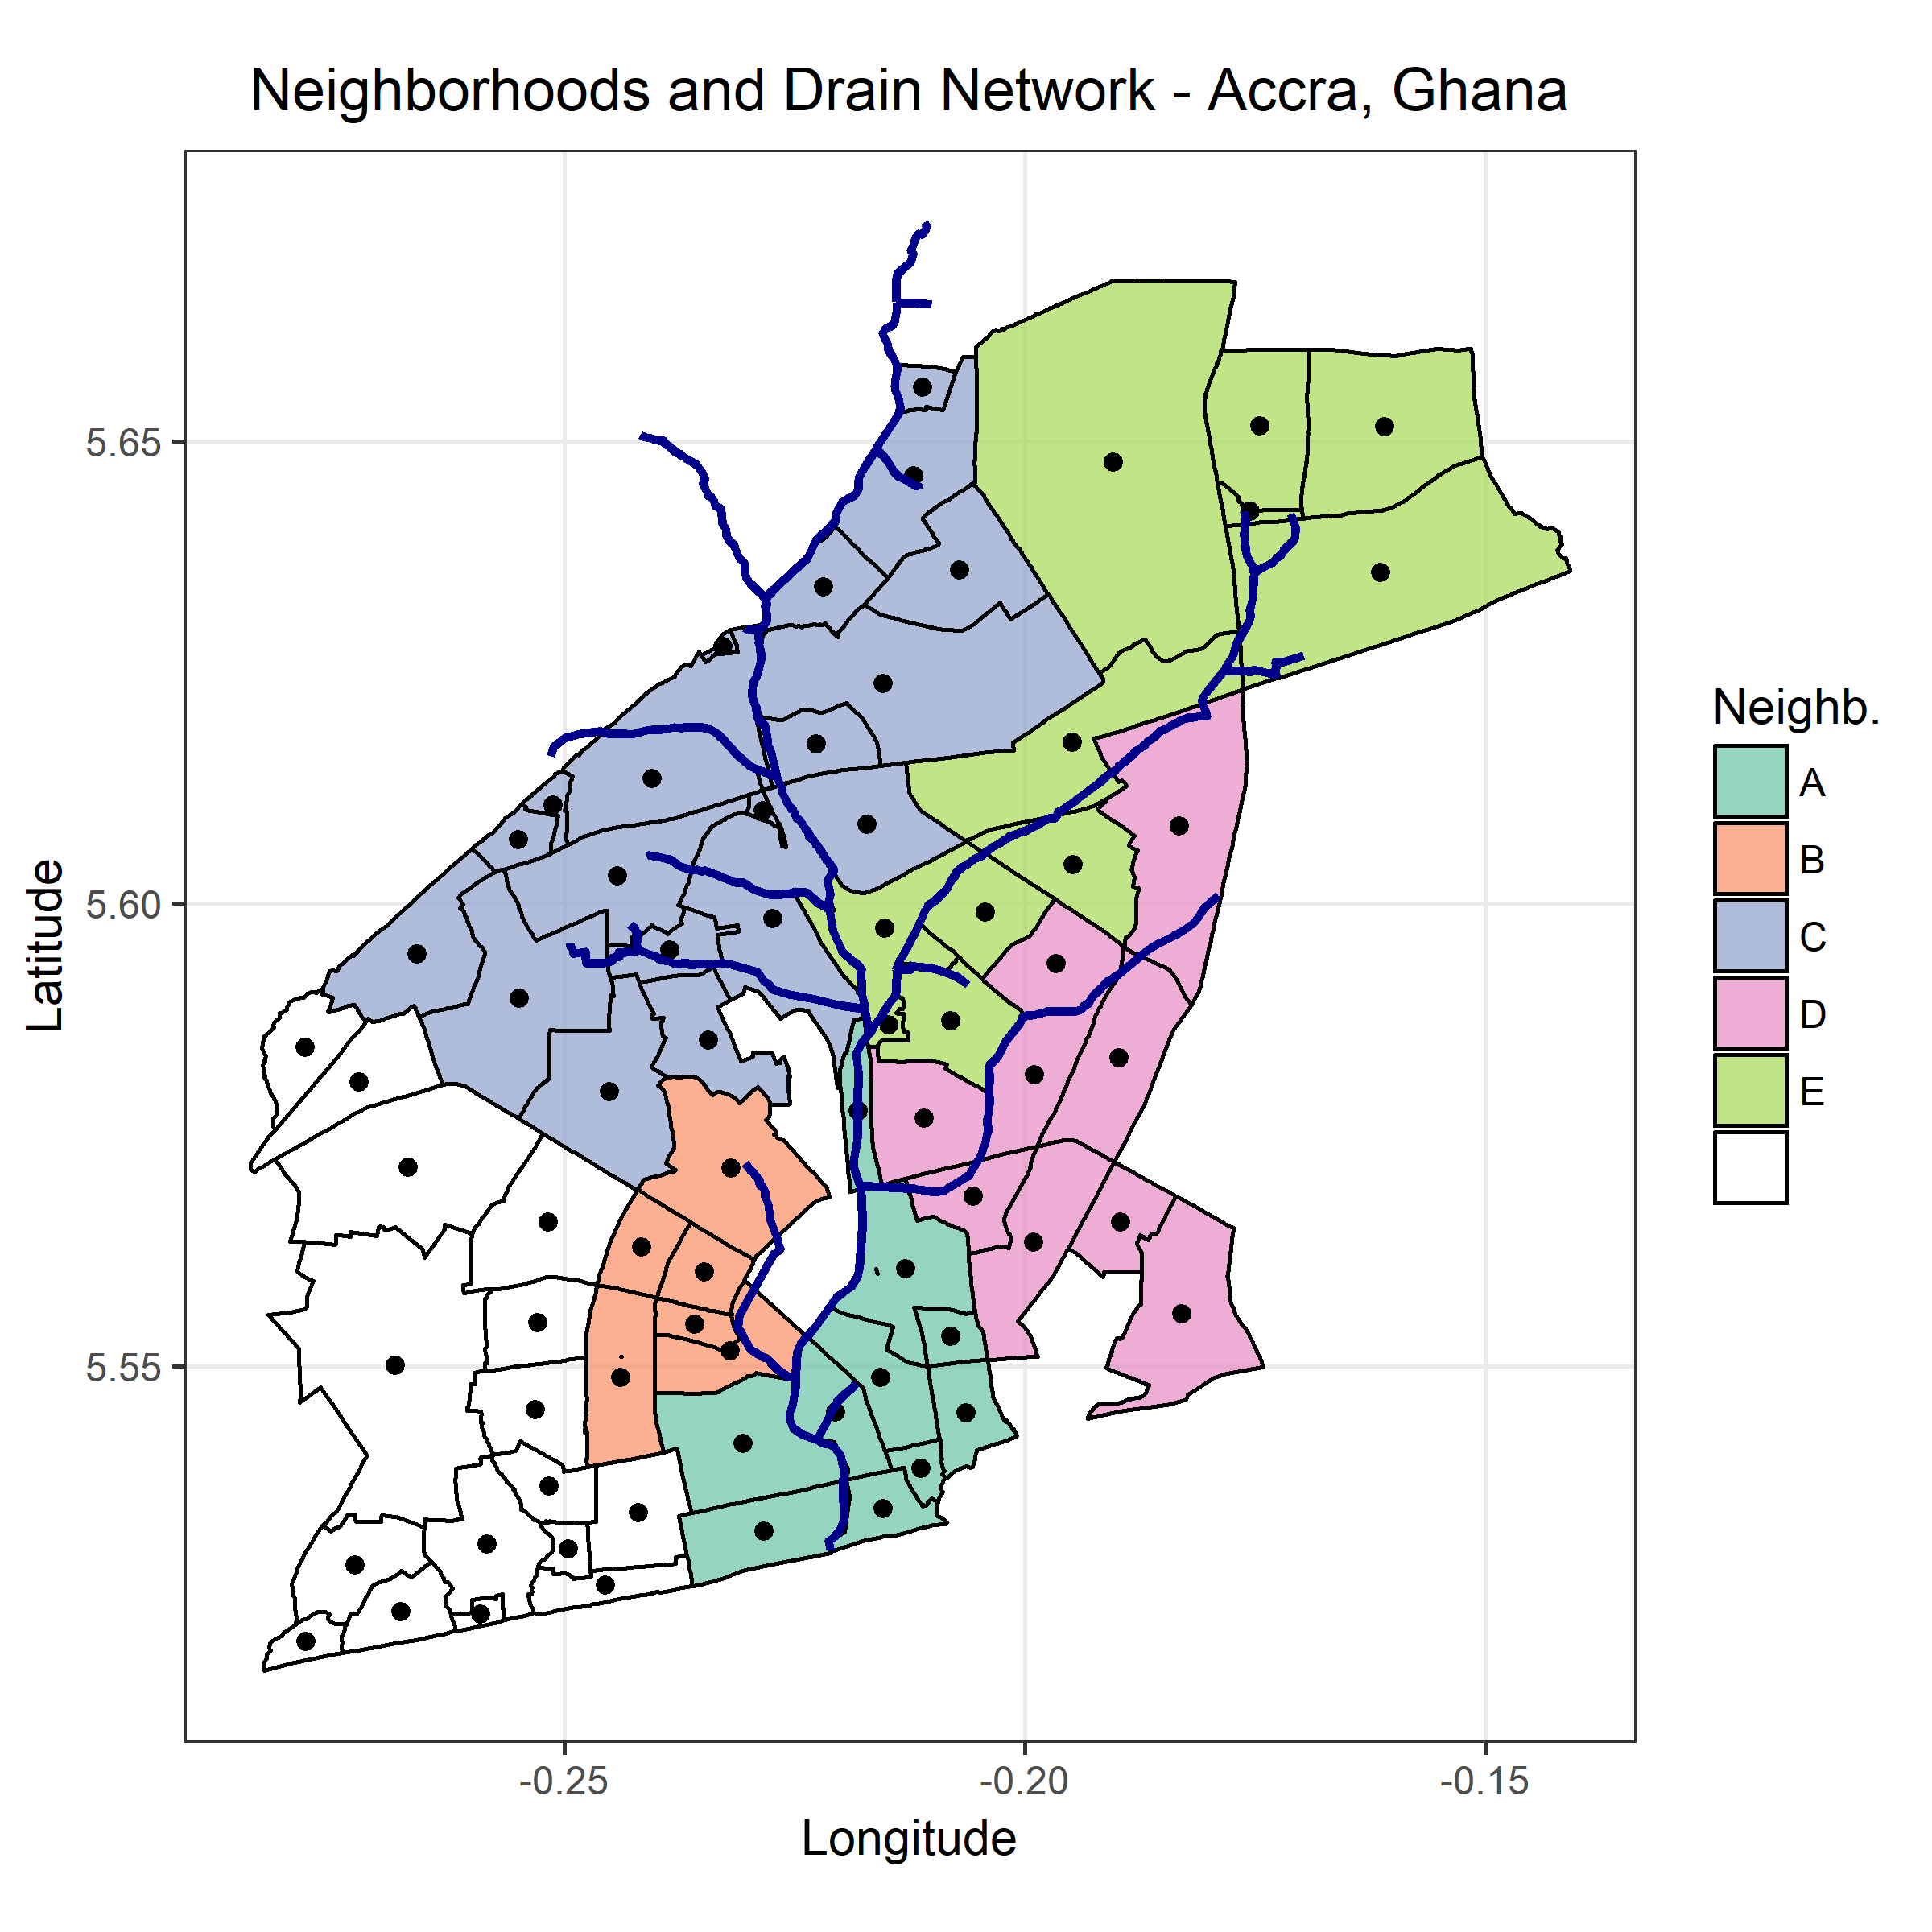 Neighborhoods and Drain Network - Accra, Ghana
5.65
5.60
5.55
Latitude
-0.25
-0.20
-0.15
Longitude
Neighb.
A
B
C
D
E